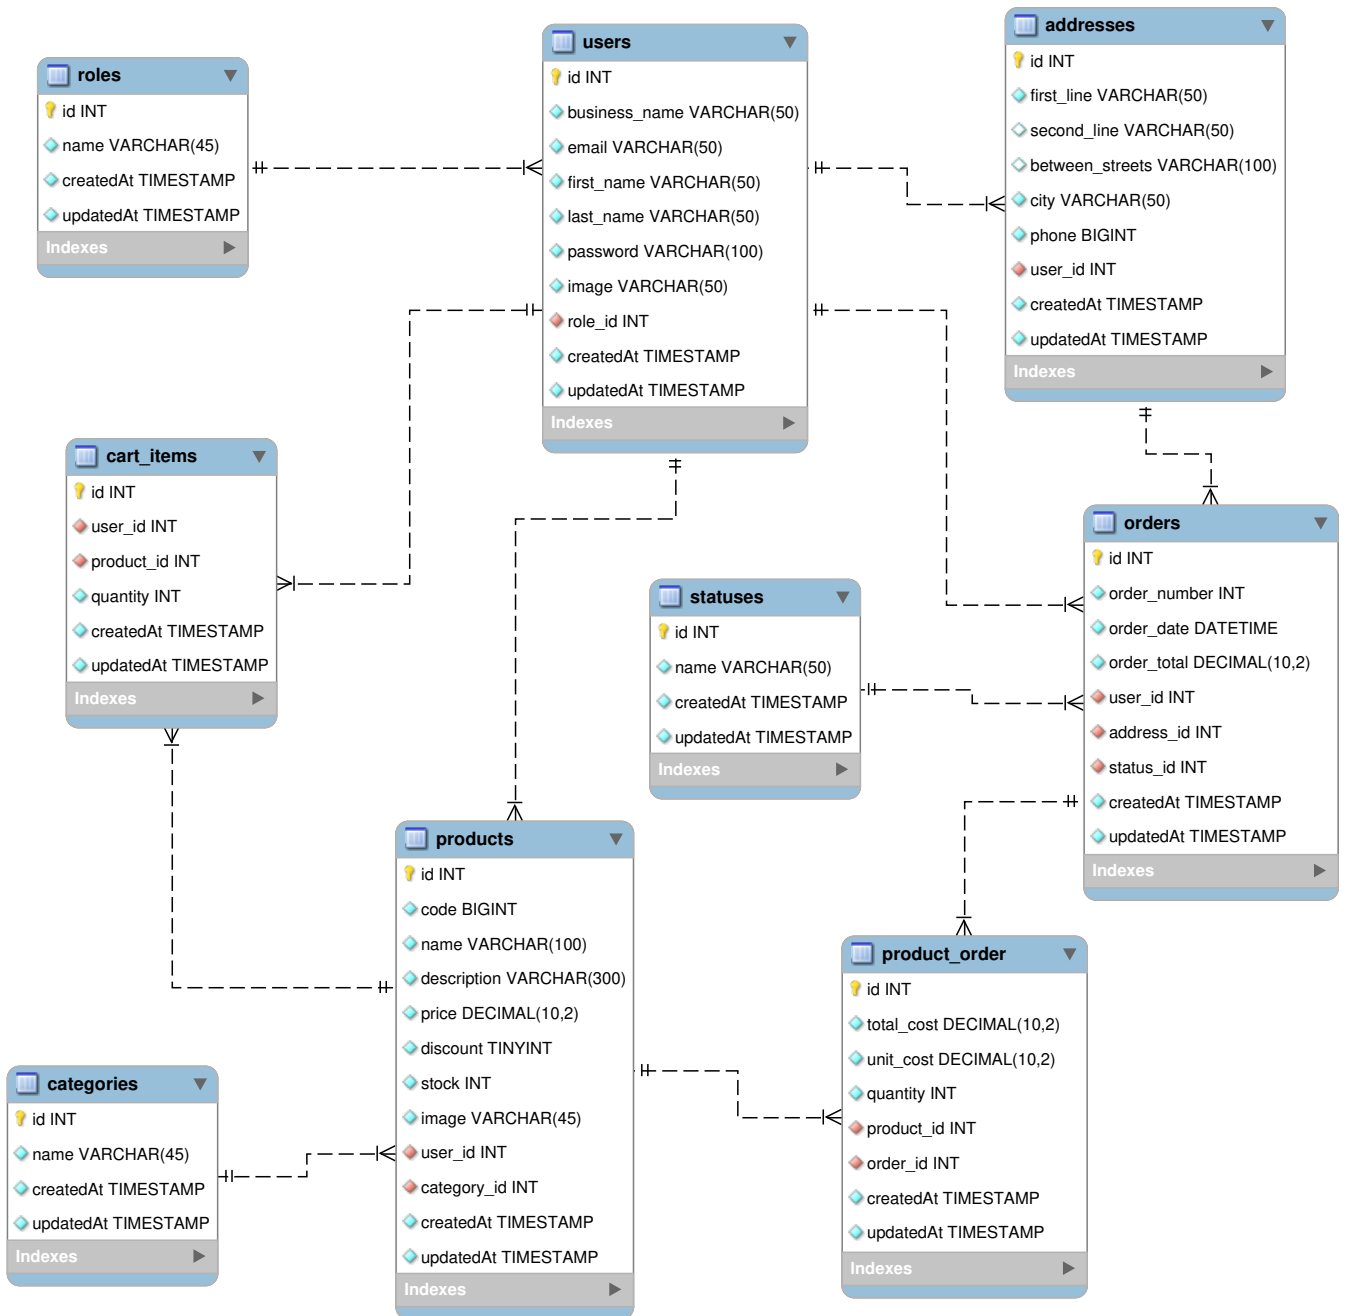 roles
id INT
name VARCHAR(45)
createdAt TIMESTAMP
updatedAt TIMESTAMP
Indexes
users
id INT
business_name VARCHAR(50)
email VARCHAR(50)
first_name VARCHAR(50)
last_name VARCHAR(50)
password VARCHAR(100)
image VARCHAR(50)
role_id INT
createdAt TIMESTAMP
updatedAt TIMESTAMP
Indexes
addresses
id INT
first_line VARCHAR(50)
second_line VARCHAR(50)
between_streets VARCHAR(100)
city VARCHAR(50)
phone BIGINT
user_id INT
createdAt TIMESTAMP
updatedAt TIMESTAMP
Indexes
cart_items
id INT
user_id INT
product_id INT
quantity INT
createdAt TIMESTAMP
updatedAt TIMESTAMP
Indexes
statuses
id INT
name VARCHAR(50)
createdAt TIMESTAMP
updatedAt TIMESTAMP
Indexes
orders
id INT
order_number INT
order_date DATETIME
order_total DECIMAL(10,2)
user_id INT
address_id INT
status_id INT
createdAt TIMESTAMP
updatedAt TIMESTAMP
Indexes
products
id INT
code BIGINT
name VARCHAR(100)
description VARCHAR(300)
price DECIMAL(10,2)
discount TINYINT
stock INT
image VARCHAR(45)
user_id INT
category_id INT
createdAt TIMESTAMP
updatedAt TIMESTAMP
Indexes
product_order
id INT
total_cost DECIMAL(10,2)
unit_cost DECIMAL(10,2)
quantity INT
product_id INT
order_id INT
createdAt TIMESTAMP
updatedAt TIMESTAMP
Indexes
categories
id INT
name VARCHAR(45)
createdAt TIMESTAMP
updatedAt TIMESTAMP
Indexes